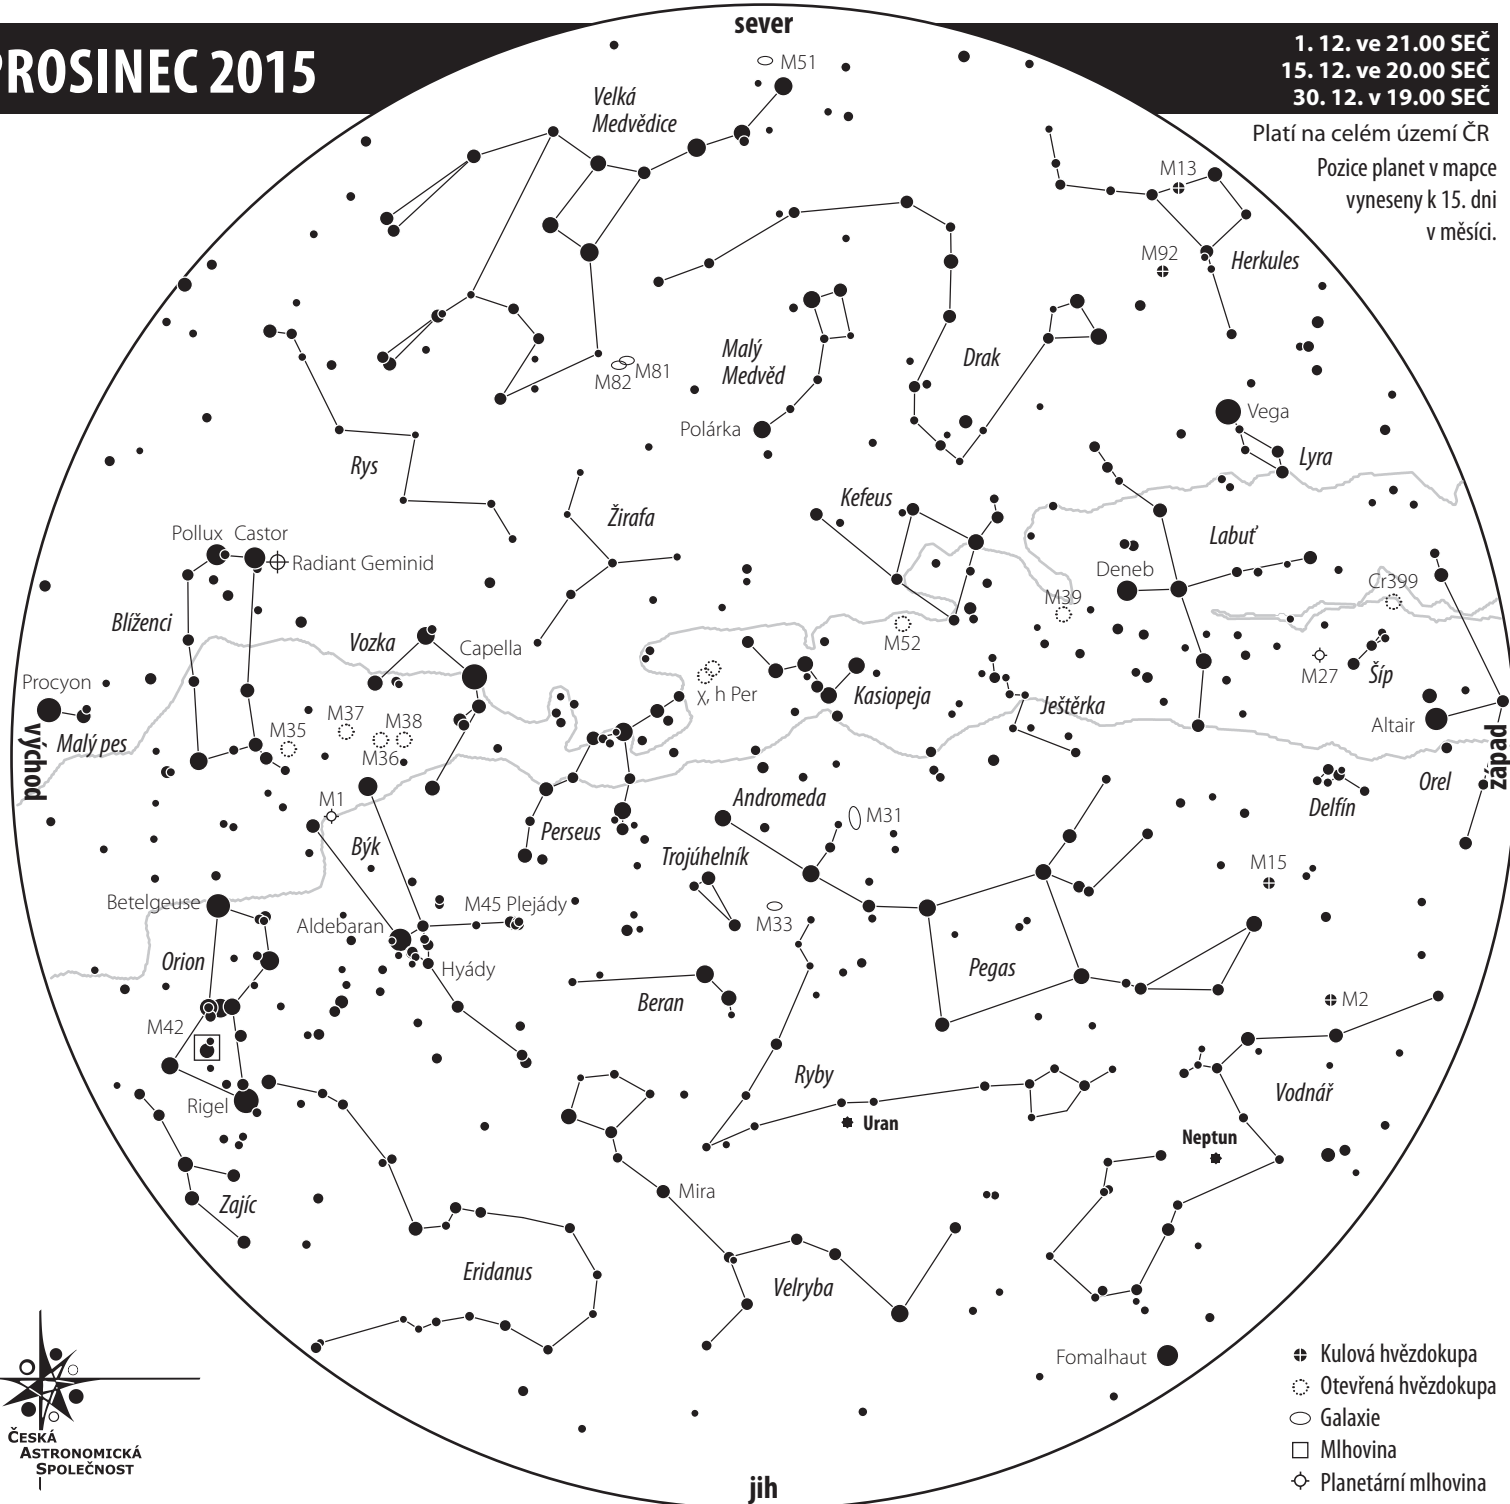 sever
PROSINEC 2015
1. 12. ve 21.00 SEČ
15. 12. ve 20.00 SEČ
30. 12. v 19.00 SEČ
Platí na celém území ČR
Pozice planet v mapce
vyneseny k 15. dni
v měsíci.
M51
Velká
Medvědice
M13
M92
Herkules
Malý
Medvěd
Drak
M82
M81
Polárka
Vega
Lyra
Rys
Žirafa
Kefeus
Labuť
Pollux
Castor
Radiant Geminid
Deneb
Cr399
M39
Blíženci
Vozka
Capella
M52
M27
Šíp
Procyon
χ, h Per
Kasiopeja
Ještěrka
Altair
Malý pes
M35
M37
M38
M36
východ
západ
Orel
M1
Býk
Perseus
Andromeda
M31
Delfín
Trojúhelník
M15
Betelgeuse
M45 Plejády
Aldebaran
M33
Orion
Hyády
Beran
Pegas
M2
M42
Ryby
Vodnář
Rigel
Uran
Neptun
Zajíc
Mira
Eridanus
Velryba
Fomalhaut
Kulová hvězdokupa
Otevřená hvězdokupa
Galaxie
Mlhovina
Planetární mlhovina
ČESKÁ
ASTRONOMICKÁ
SPOLEČNOST
jih